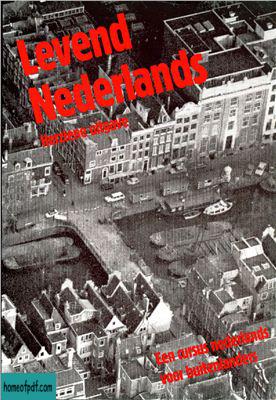 Levend
Nederlands
Herziene uitgave
Een cursus nederlands
voor buitenlanders
homeofpdf.com